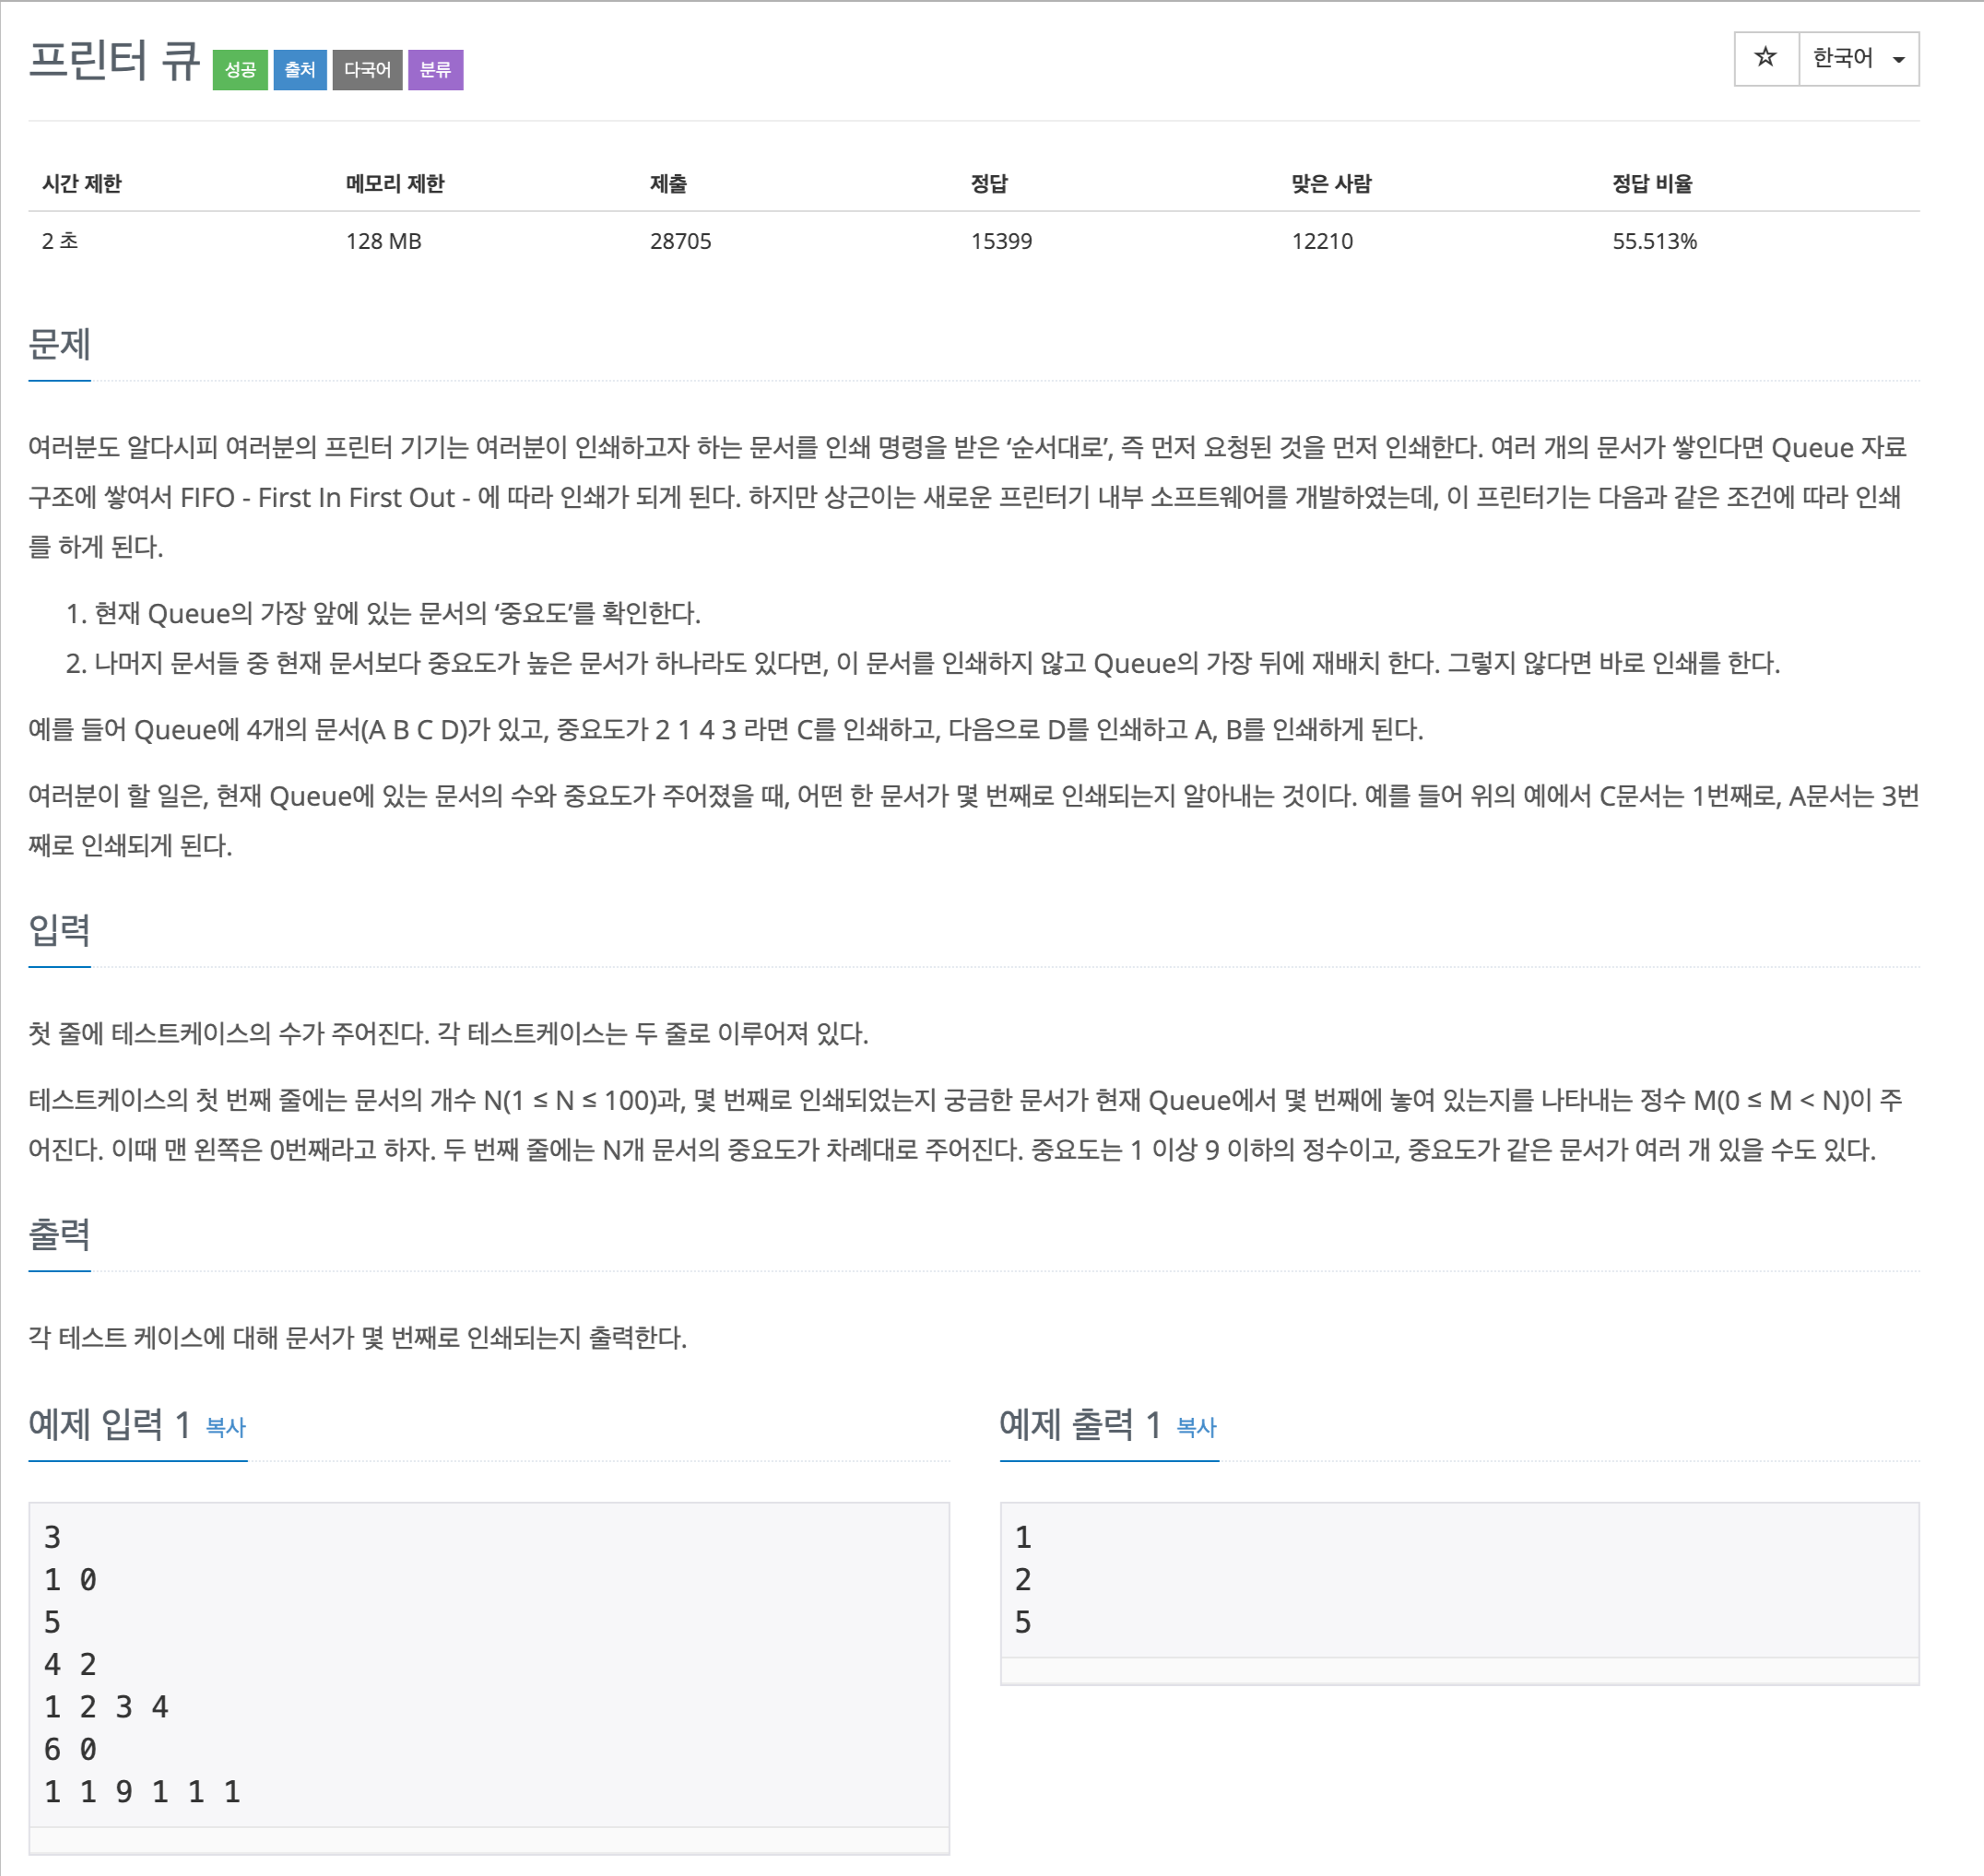 프린터 큐 성공 출처 다국어 분류
☆ 한국어
시간 제한 메모리 제한 제출 정답 맞은 사람 정답 비율
2 초 128 MB 28705 15399 12210 55.513%
문제
여러분도 알다시피 여러분의 프린터 기기는 여러분이 인쇄하고자 하는 문서를 인쇄 명령을 받은 ‘순서대로’, 즉 먼저 요청된 것을 먼저 인쇄한다. 여러 개의 문서가 쌓인다면 Queue 자료
구조에 쌓여서 FIFO - First In First Out - 에 따라 인쇄가 되게 된다. 하지만 상근이는 새로운 프린터기 내부 소프트웨어를 개발하였는데, 이 프린터기는 다음과 같은 조건에 따라 인쇄
를 하게 된다.
1. 현재 Queue의 가장 앞에 있는 문서의 ‘중요도’를 확인한다.
2. 나머지 문서들 중 현재 문서보다 중요도가 높은 문서가 하나라도 있다면, 이 문서를 인쇄하지 않고 Queue의 가장 뒤에 재배치 한다. 그렇지 않다면 바로 인쇄를 한다.
예를 들어 Queue에 4개의 문서(A B C D)가 있고, 중요도가 2 1 4 3 라면 C를 인쇄하고, 다음으로 D를 인쇄하고 A, B를 인쇄하게 된다.
여러분이 할 일은, 현재 Queue에 있는 문서의 수와 중요도가 주어졌을 때, 어떤 한 문서가 몇 번째로 인쇄되는지 알아내는 것이다. 예를 들어 위의 예에서 C문서는 1번째로, A문서는 3번
째로 인쇄되게 된다.
입력
첫 줄에 테스트케이스의 수가 주어진다. 각 테스트케이스는 두 줄로 이루어져 있다.
테스트케이스의 첫 번째 줄에는 문서의 개수 N(1 ≤ N ≤ 100)과, 몇 번째로 인쇄되었는지 궁금한 문서가 현재 Queue에서 몇 번째에 놓여 있는지를 나타내는 정수 M(0 ≤ M < N)이 주
어진다. 이때 맨 왼쪽은 0번째라고 하자. 두 번째 줄에는 N개 문서의 중요도가 차례대로 주어진다. 중요도는 1 이상 9 이하의 정수이고, 중요도가 같은 문서가 여러 개 있을 수도 있다.
출력
각 테스트 케이스에 대해 문서가 몇 번째로 인쇄되는지 출력한다.
예제 입력 1 복사
3
1 0
5
4 2
1 2 3 4
6 0
1 1 9 1 1 1
예제 출력 1 복사
1
2
5